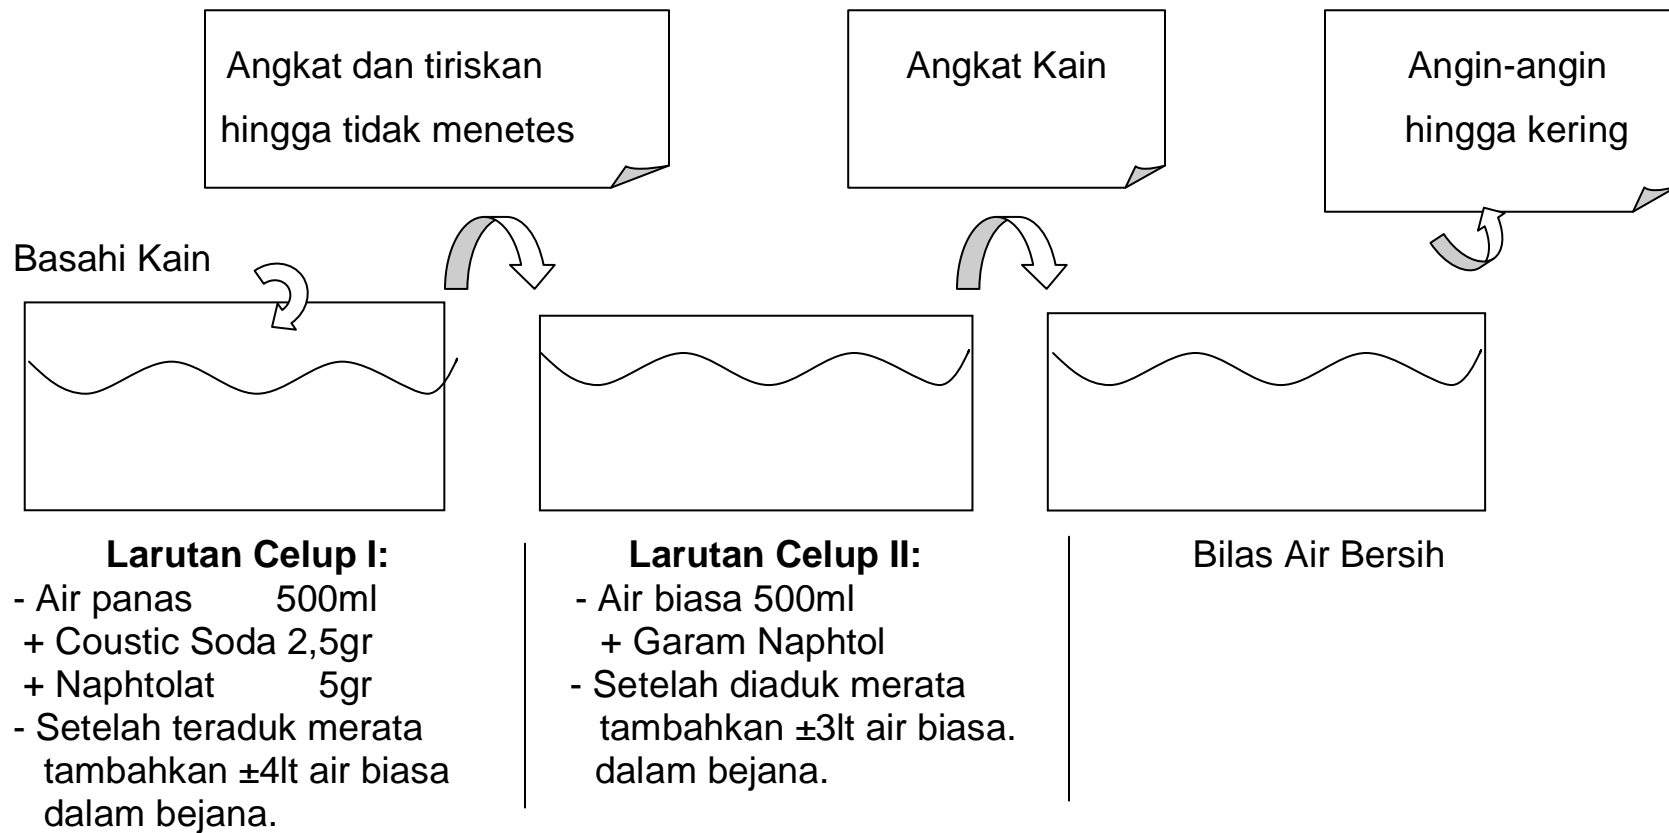 Angkat dan tiriskan
hingga tidak menetes
Angkat Kain
Angin-angin
hingga kering
Basahi Kain
Larutan Celup I:
- Air panas 500ml
+ Coustic Soda 2,5gr
+ Naphtolat 5gr
- Setelah teraduk merata
tambahkan ±4lt air biasa
dalam bejana.
Larutan Celup II:
- Air biasa 500ml
+ Garam Naphtol
- Setelah diaduk merata
tambahkan ±3lt air biasa.
dalam bejana.
Bilas Air Bersih